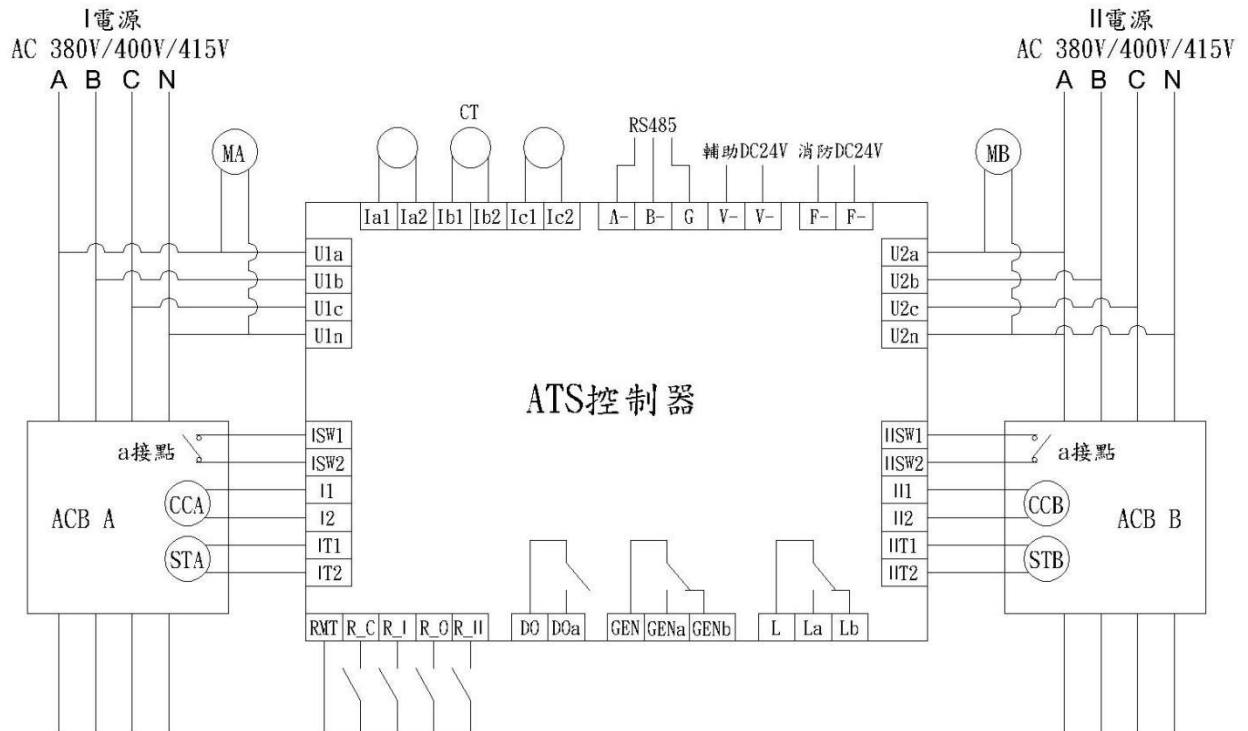 I電源
AC 380V/400V/415V
A B C N
II電源
AC 380V/400V/415V
A B C N
MA
CT
RS485
輔助DC24V 消防DC24V
MB
Ia1 Ia2 Ib1 Ib2 Ic1 Ic2
A- B- G V- V-
F- F-
U1a
U1b
U1c
U1n
U2a
U2b
U2c
U2n
ATS控制器
a接點
ACB A
CCA
STA
ISW1
ISW2
I1
I2
IT1
IT2
IISW1
IISW2
II1
II2
IIT1
IIT2
a接點
CCB
STB
ACB B
RMT R_C R_I R_O R_II
DO DOa
GEN GENa GENb
L La Lb